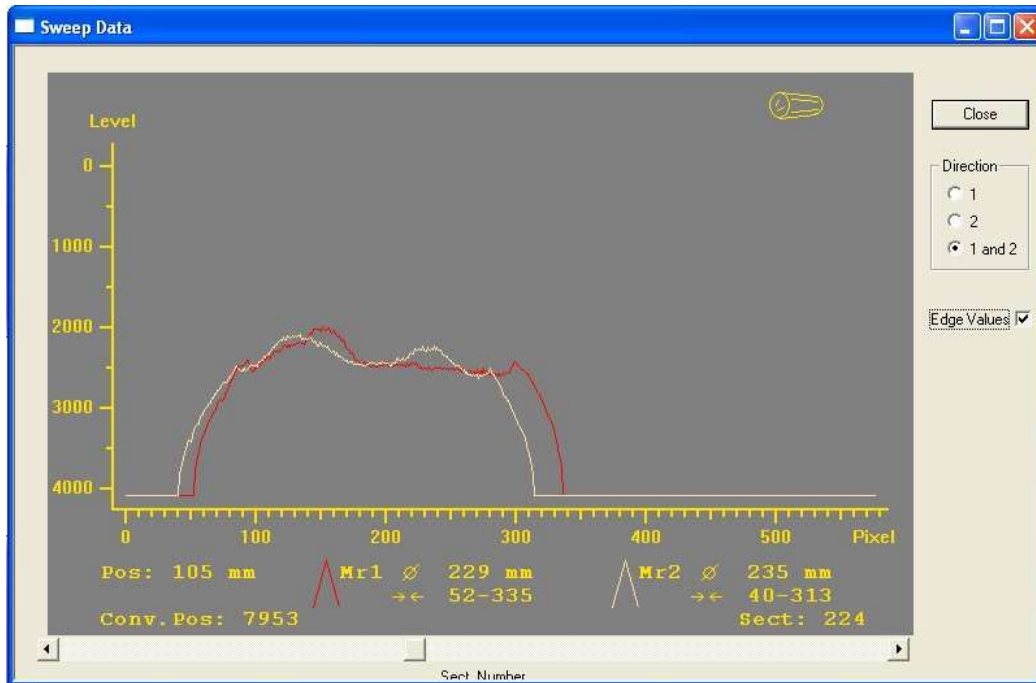 Sweep Data
Level
0
1000
2000
3000
4000
0 100 200 300 400 500 Pixel
Pos: 105 mm Mr1 ⌀ 229 mm Mr2 ⌀ 235 mm
→← 52-335 →← 40-313
Conv.Pos: 7953 Sect: 224
Sect. Number
Close
Direction
1
2
1 and 2
Edge Values